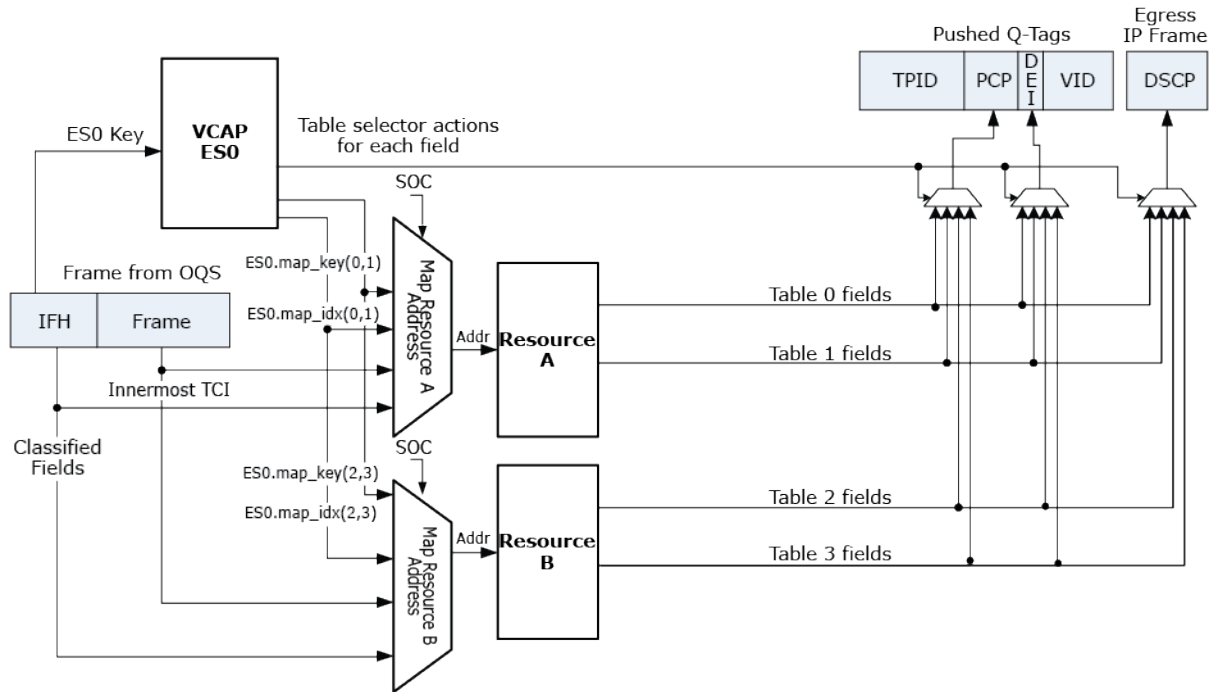 Pushed Q-Tags
Egress
IP Frame
TPID
PCP
D
E
I
VID
DSCP
VCAP
ES0
ES0 Key
Table selector actions
for each field
SOC
Frame from OQS
IFH
Frame
ES0.map_key(0,1)
ES0.map_idx(0,1)
Map Resource A
Address
Addr
Resource
A
Table 0 fields
Table 1 fields
Innermost TCI
Classified
Fields
SOC
ES0.map_key(2,3)
ES0.map_idx(2,3)
Map Resource B
Address
Addr
Resource
B
Table 2 fields
Table 3 fields